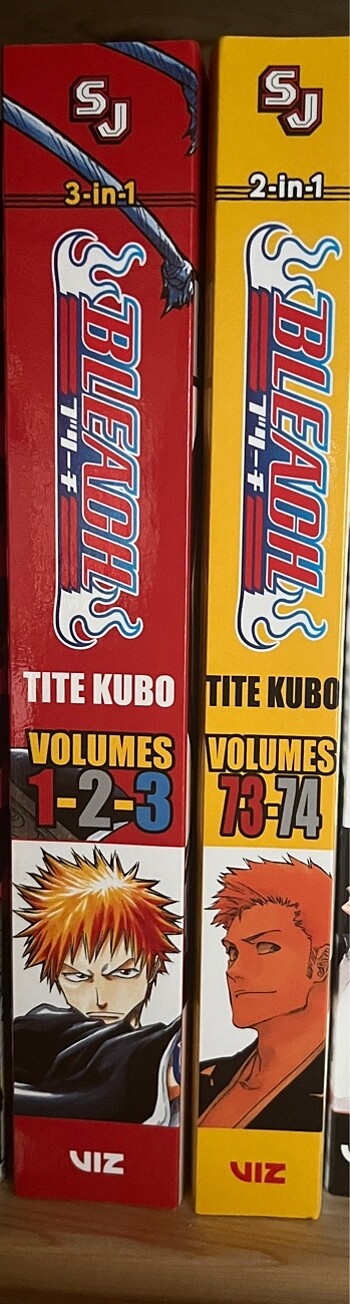 SJ
3-in-1
BLEACH
ブリーチ
TITE KUBO
VOLUMES
1-2-3
VIZ
SJ
2-in-1
BLEACH
ブリーチ
TITE KUBO
VOLUMES
73-74
VIZ